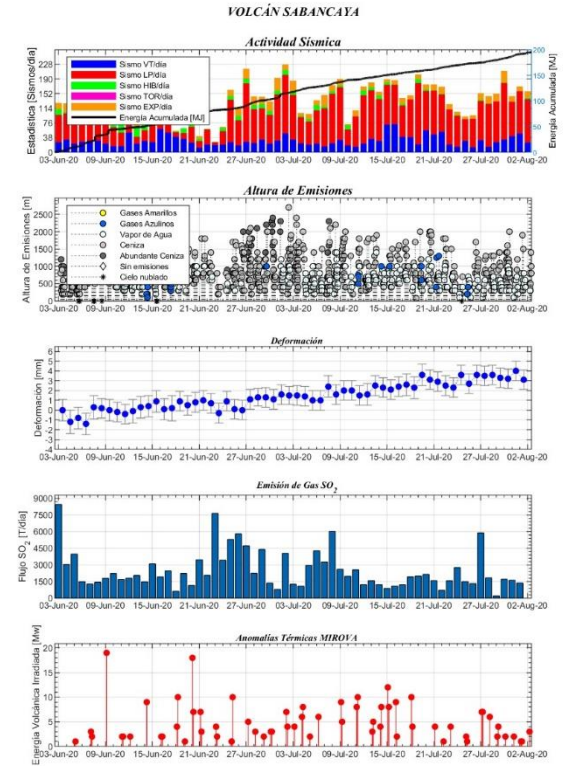 VOLCÁN SABANCAYA
Actividad Sísmica
Estadística [Sismos/día]
228
190
152
114
76
38
0
Sismo VT/día
Sismo LP/día
Sismo HIB/día
Sismo TOR/día
Sismo EXP/día
Energía Acumulada [MJ]
200
150
100
50
0
Energía Acumulada [MJ]
03-Jun-20 09-Jun-20 15-Jun-20 21-Jun-20 27-Jun-20 03-Jul-20 09-Jul-20 15-Jul-20 21-Jul-20 27-Jul-20 02-Aug-20
Altura de Emisiones
Altura de Emisiones [m]
2500
2000
1500
1000
500
0
Gases Amarillos
Gases Azulinos
Vapor de Agua
Ceniza
Abundante Ceniza
Sin emisiones
Cielo nublado
03-Jun-20 09-Jun-20 15-Jun-20 21-Jun-20 27-Jun-20 03-Jul-20 09-Jul-20 15-Jul-20 21-Jul-20 27-Jul-20 02-Aug-20
Deformación
Deformación [mm]
6
5
4
3
2
1
0
-1
-2
-3
-4
03-Jun-20 09-Jun-20 15-Jun-20 21-Jun-20 27-Jun-20 03-Jul-20 09-Jul-20 15-Jul-20 21-Jul-20 27-Jul-20 02-Aug-20
Emisión de Gas SO2
Flujo SO2 [T/día]
9000
7500
6000
4500
3000
1500
0
03-Jun-20 09-Jun-20 15-Jun-20 21-Jun-20 27-Jun-20 03-Jul-20 09-Jul-20 15-Jul-20 21-Jul-20 27-Jul-20 02-Aug-20
Anomalías Térmicas MIROVA
Energía Volcánica Irradiada [Mw]
20
15
10
5
0
03-Jun-20 09-Jun-20 15-Jun-20 21-Jun-20 27-Jun-20 03-Jul-20 09-Jul-20 15-Jul-20 21-Jul-20 27-Jul-20 02-Aug-20